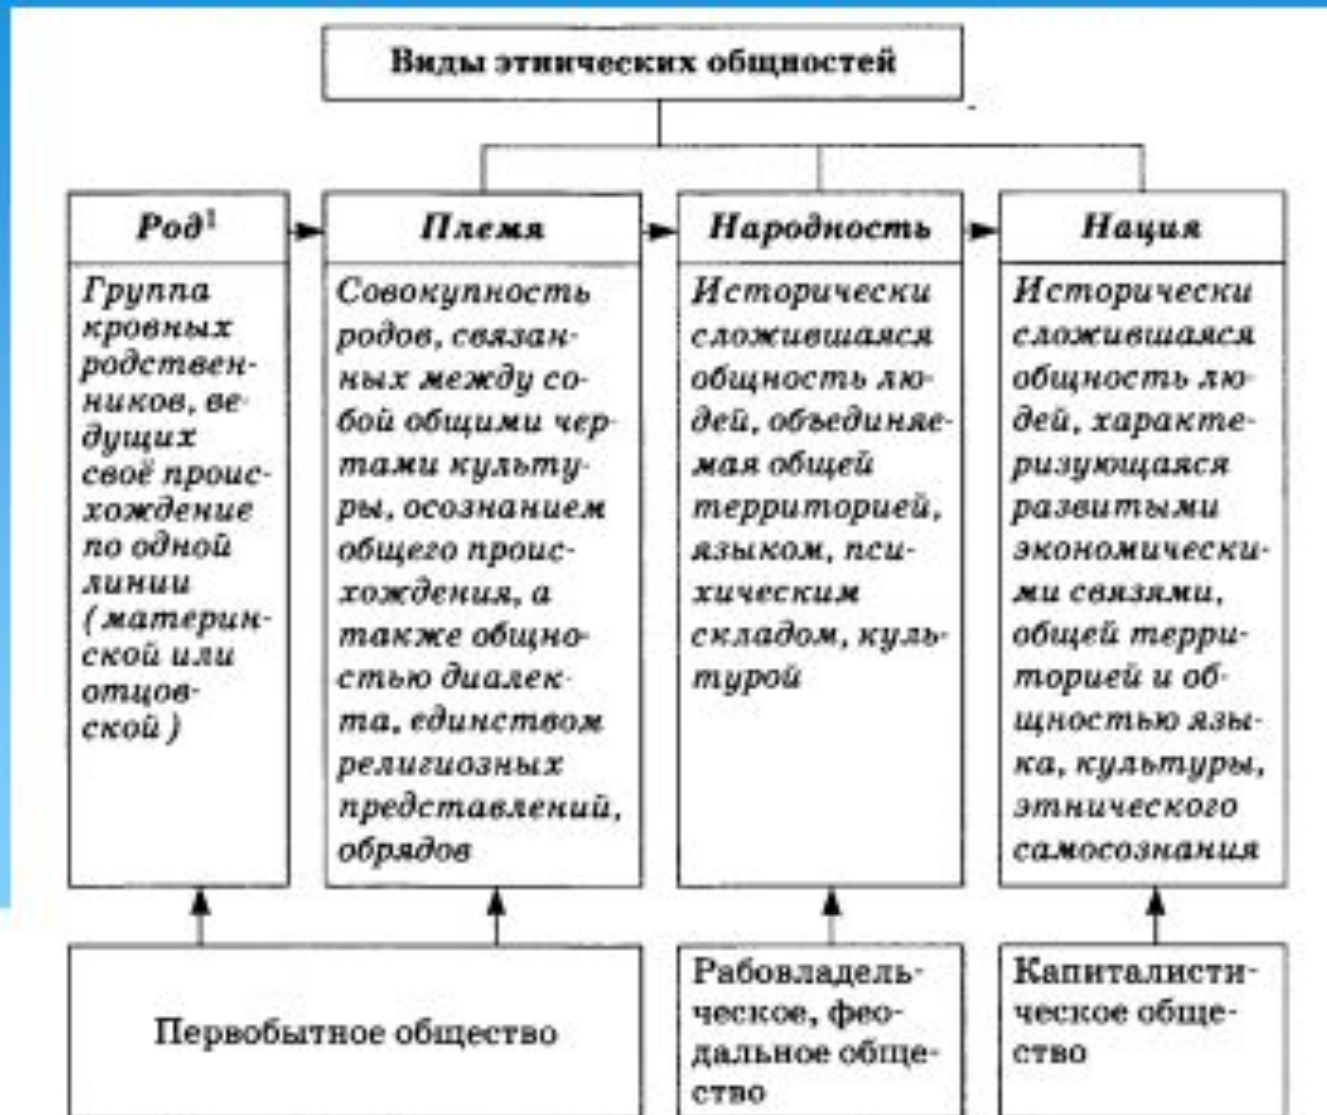 Виды этнических общностей
Род¹
Группа
кровных
родствен-
ников, ве-
дущих
своё проис-
хождение
по одной
линии
(материн-
ской или
отцов-
ской)
Племя
Совокупность
родов, связан-
ных между со-
бой общими чер-
тами культу-
ры, осознанием
общего проис-
хождения, а
также общно-
стью диалек-
та, единством
религиозных
представлений,
обрядов
Народность
Исторически
сложившаяся
общность лю-
дей, объединяе-
мая общей
территорией,
языком, пси-
хическим
складом, куль-
турой
Нация
Исторически
сложившаяся
общность лю-
дей, характе-
ризующаяся
развитыми
экономически-
ми связями,
общей терри-
торией и об-
щностью язы-
ка, культуры,
этнического
самосознания
Первобытное общество
Рабовладель-
ческое, фео-
дальное обще-
ство
Капиталисти-
ческое обще-
ство